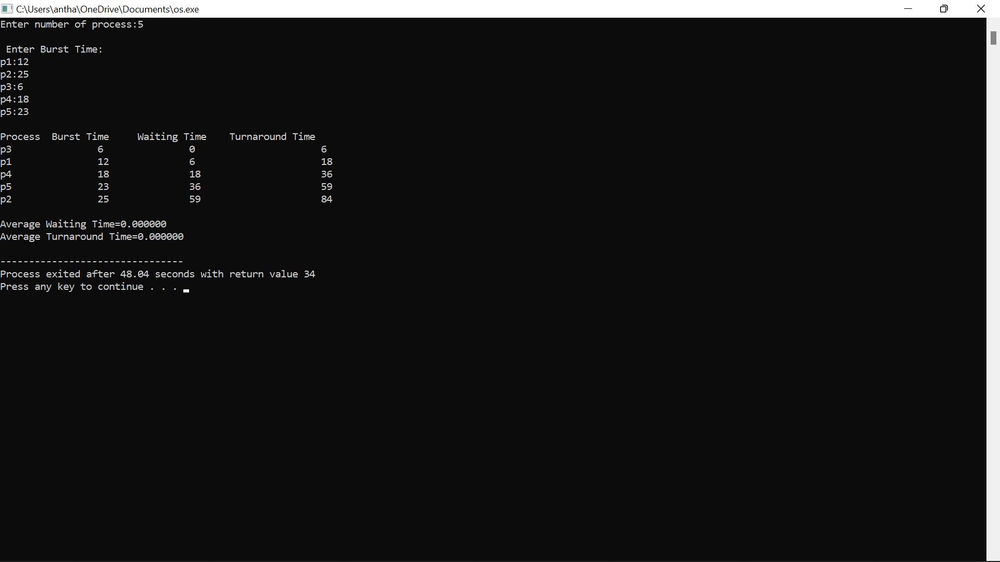 C:\Users\antha\OneDrive\Documents\os.exe
Enter number of process:5
Enter Burst Time:
p1:12
p2:25
p3:6
p4:18
p5:23
Process  Burst Time     Waiting Time    Turnaround Time
p3               6               0                      6
p1               12              6                      18
p4               18              18                     36
p5               23              36                     59
p2               25              59                     84
Average Waiting Time=0.000000
Average Turnaround Time=0.000000
--------------------------------
Process exited after 48.04 seconds with return value 34
Press any key to continue . . .